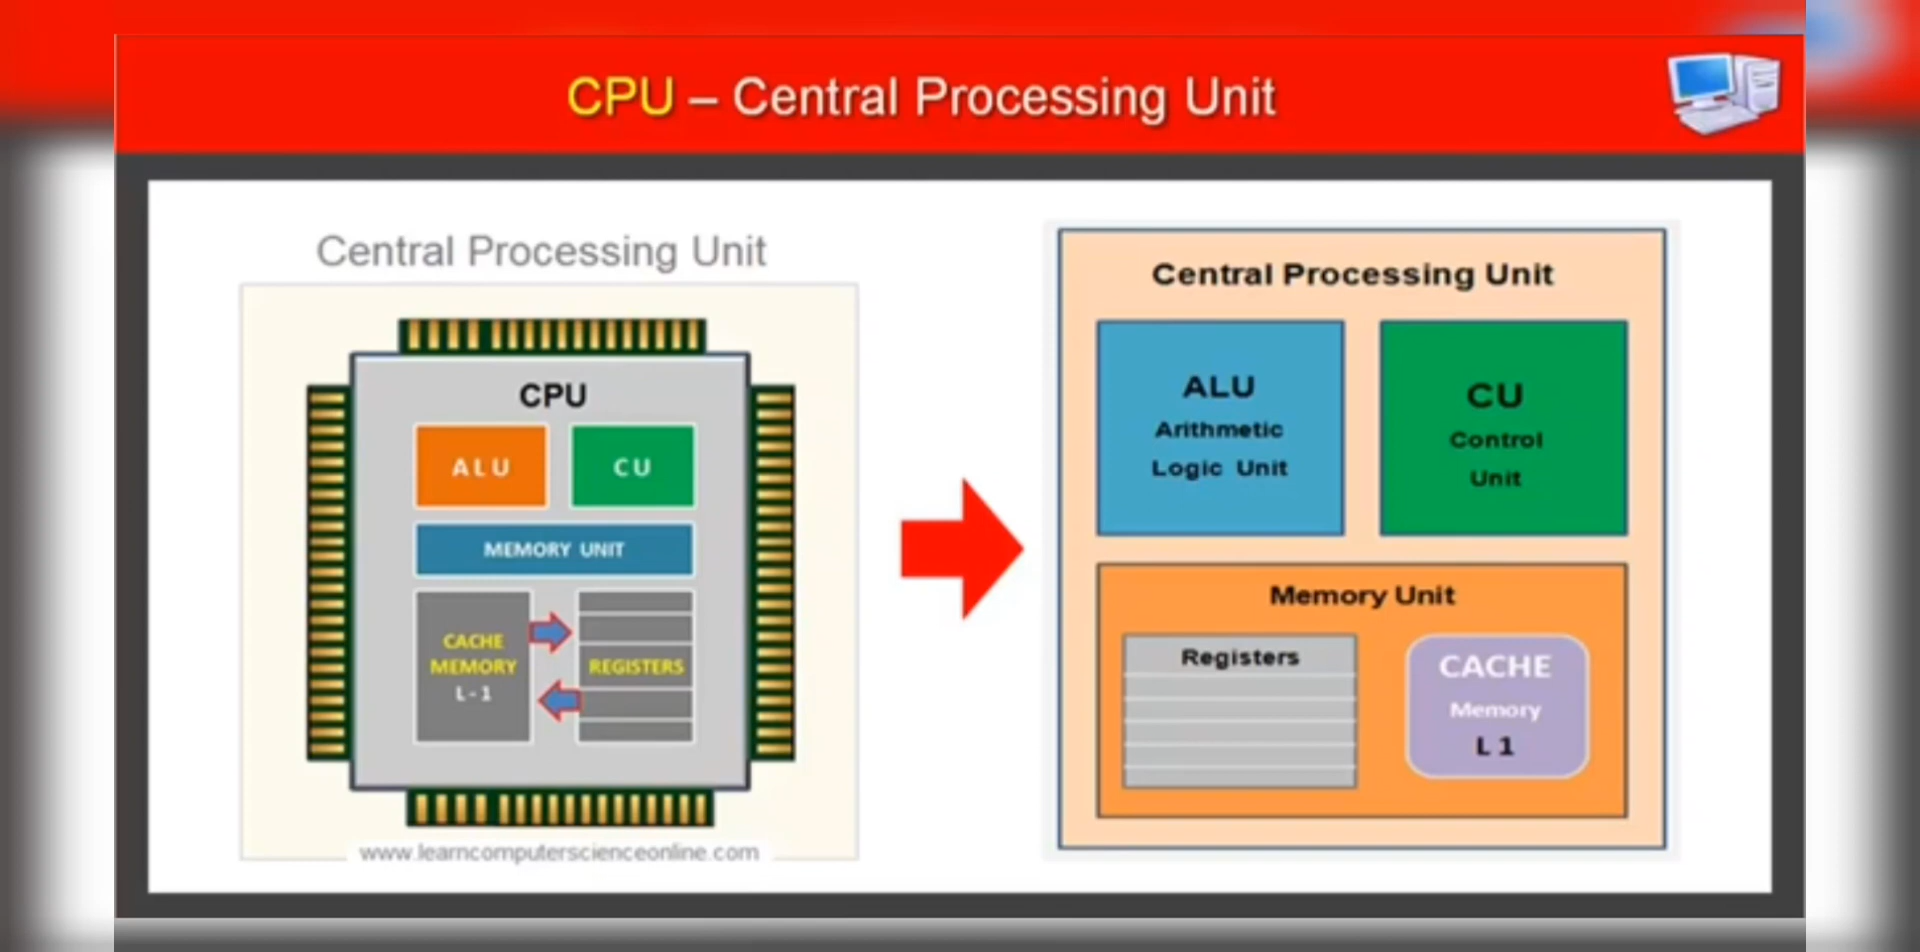 CPU – Central Processing Unit
Central Processing Unit
CPU
ALU
CU
MEMORY UNIT
CACHE
MEMORY
L - 1
REGISTERS
www.learncomputerscienceonline.com
Central Processing Unit
ALU
Arithmetic
Logic Unit
CU
Control
Unit
Memory Unit
Registers
CACHE
Memory
L 1